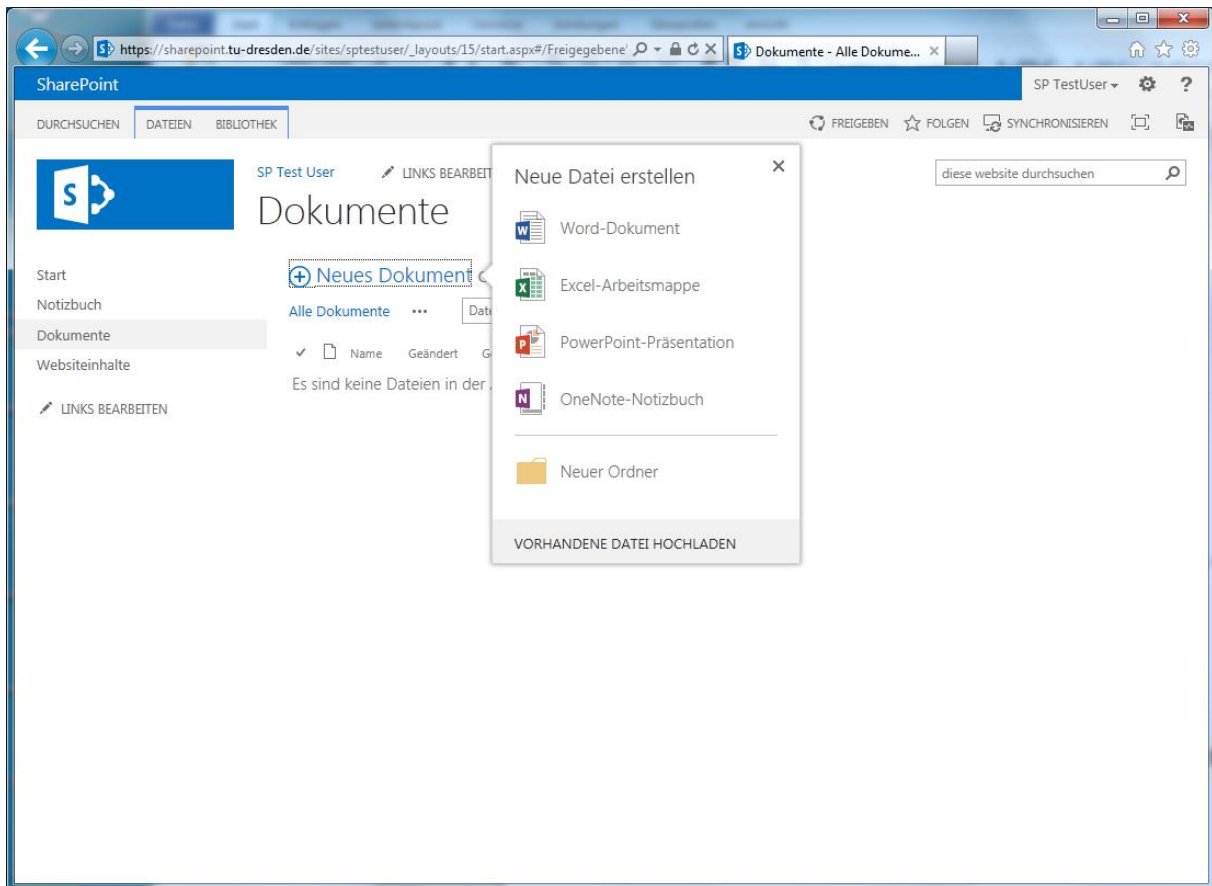 https://sharepoint.tu-dresden.de/sites/sptestuser/_layouts/15/start.aspx#/Freigegebene'
Dokumente - Alle Dokume...
SharePoint
SP TestUser
?
DURCHSUCHEN DATEIEN BIBLIOTHEK
FREIGEBEN FOLGEN SYNCHRONISIEREN
SP Test User LINKS BEARBEIT
diese website durchsuchen
Dokumente
Start
Notizbuch
Dokumente
Websiteinhalte
LINKS BEARBEITEN
Neues Dokument
Alle Dokumente ... Date
Name Geändert G
Es sind keine Dateien in der
Neue Datei erstellen
Word-Dokument
Excel-Arbeitsmappe
PowerPoint-Präsentation
OneNote-Notizbuch
Neuer Ordner
VORHANDENE DATEI HOCHLADEN